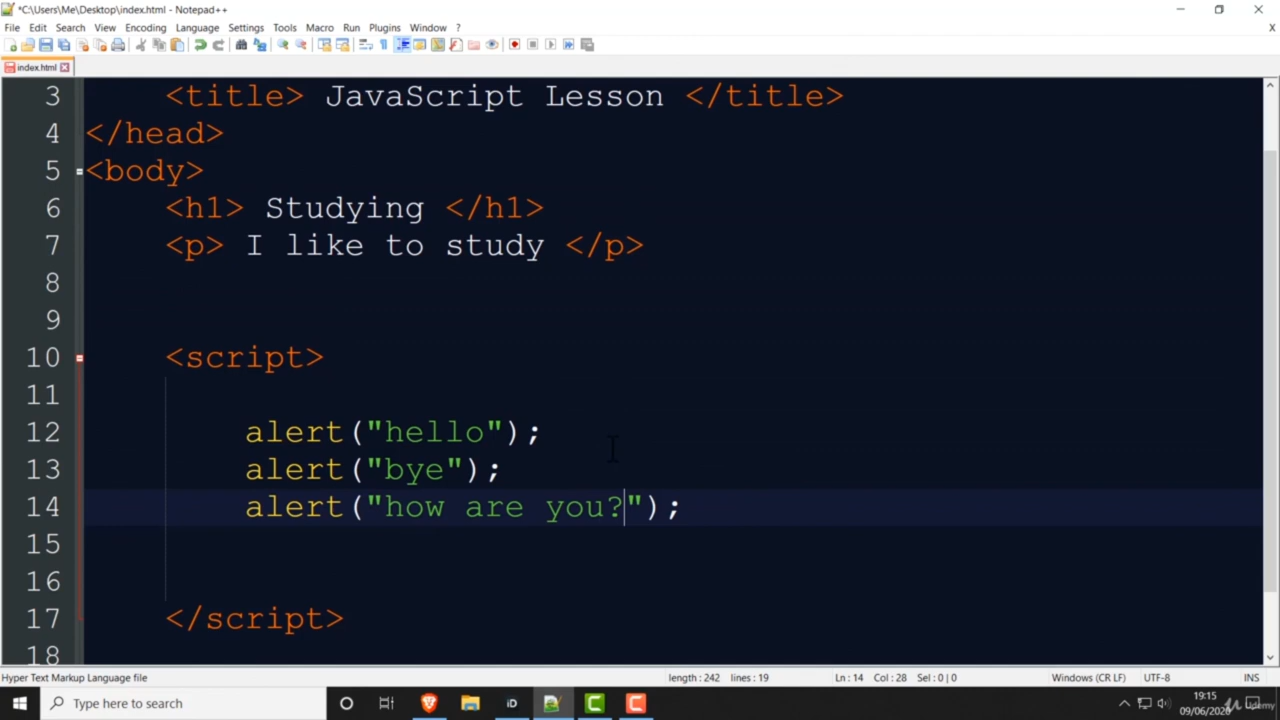 *C:\Users\Me\Desktop\index.html - Notepad++
File Edit Search View Encoding Language Settings Tools Macro Run Plugins Window ?
X
index.html
3 <title> JavaScript Lesson </title>
4 </head>
5 <body>
6 <h1> Studying </h1>
7 <p> I like to study </p>
8
9
10 <script>
11
12 alert("hello");
13 alert("bye");
14 alert("how are you?");
15
16
17 </script>
18
Hyper Text Markup Language file length : 242 lines : 19 Ln : 14 Col : 28 Sel : 0 | 0 Windows (CR LF) UTF-8 INS
Type here to search iD 19:15
09/06/2020 Udemy